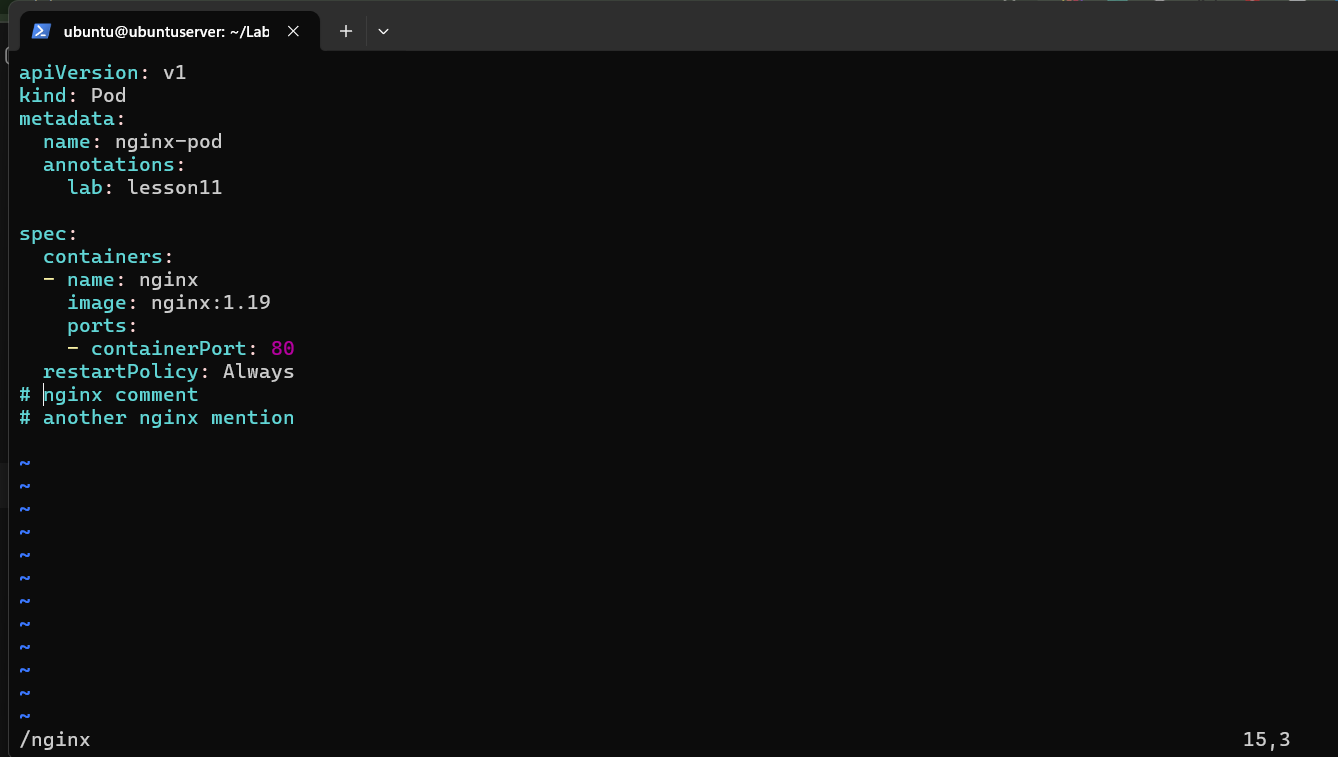 ubuntu@ubuntuserver: ~/Lab
apiVersion: v1
kind: Pod
metadata:
  name: nginx-pod
  annotations:
    lab: lesson11

spec:
  containers:
  - name: nginx
    image: nginx:1.19
    ports:
    - containerPort: 80
  restartPolicy: Always
# nginx comment
# another nginx mention

~
~
~
~
~
~
~
~
~
~
~
~
/nginx 15,3